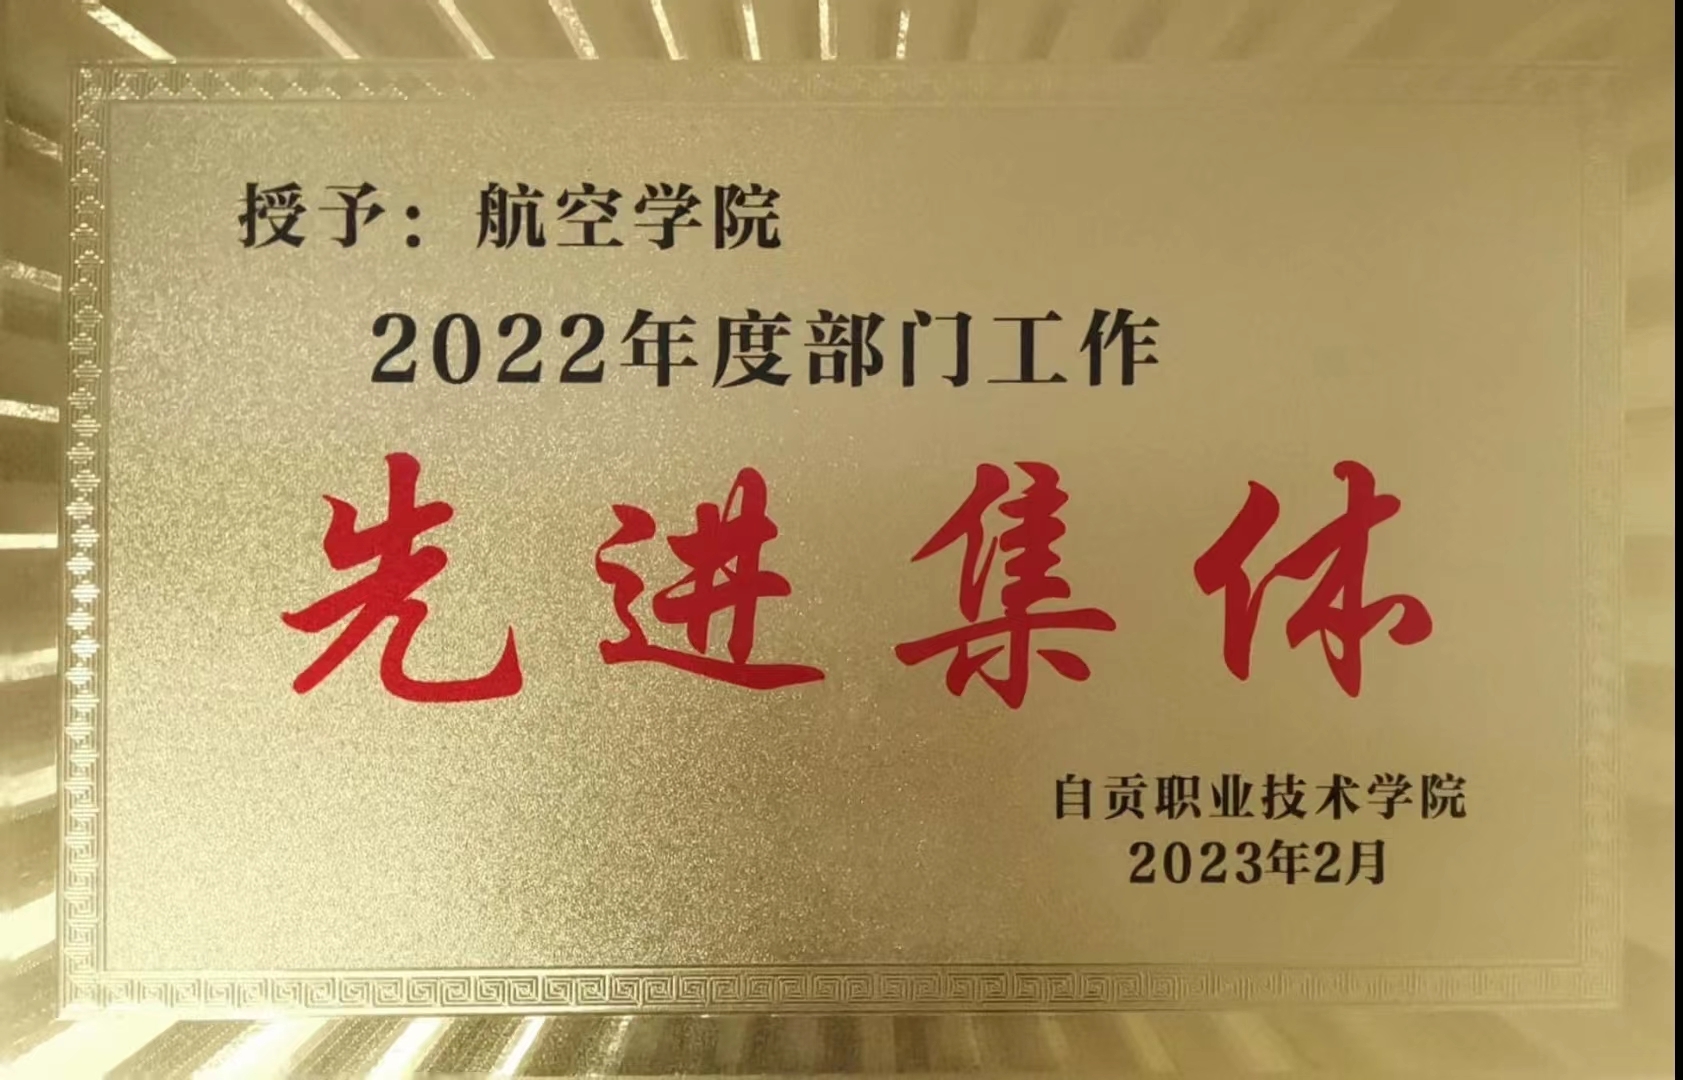 授予：航空学院
2022年度部门工作
先进集体
自贡职业技术学院
2023年2月